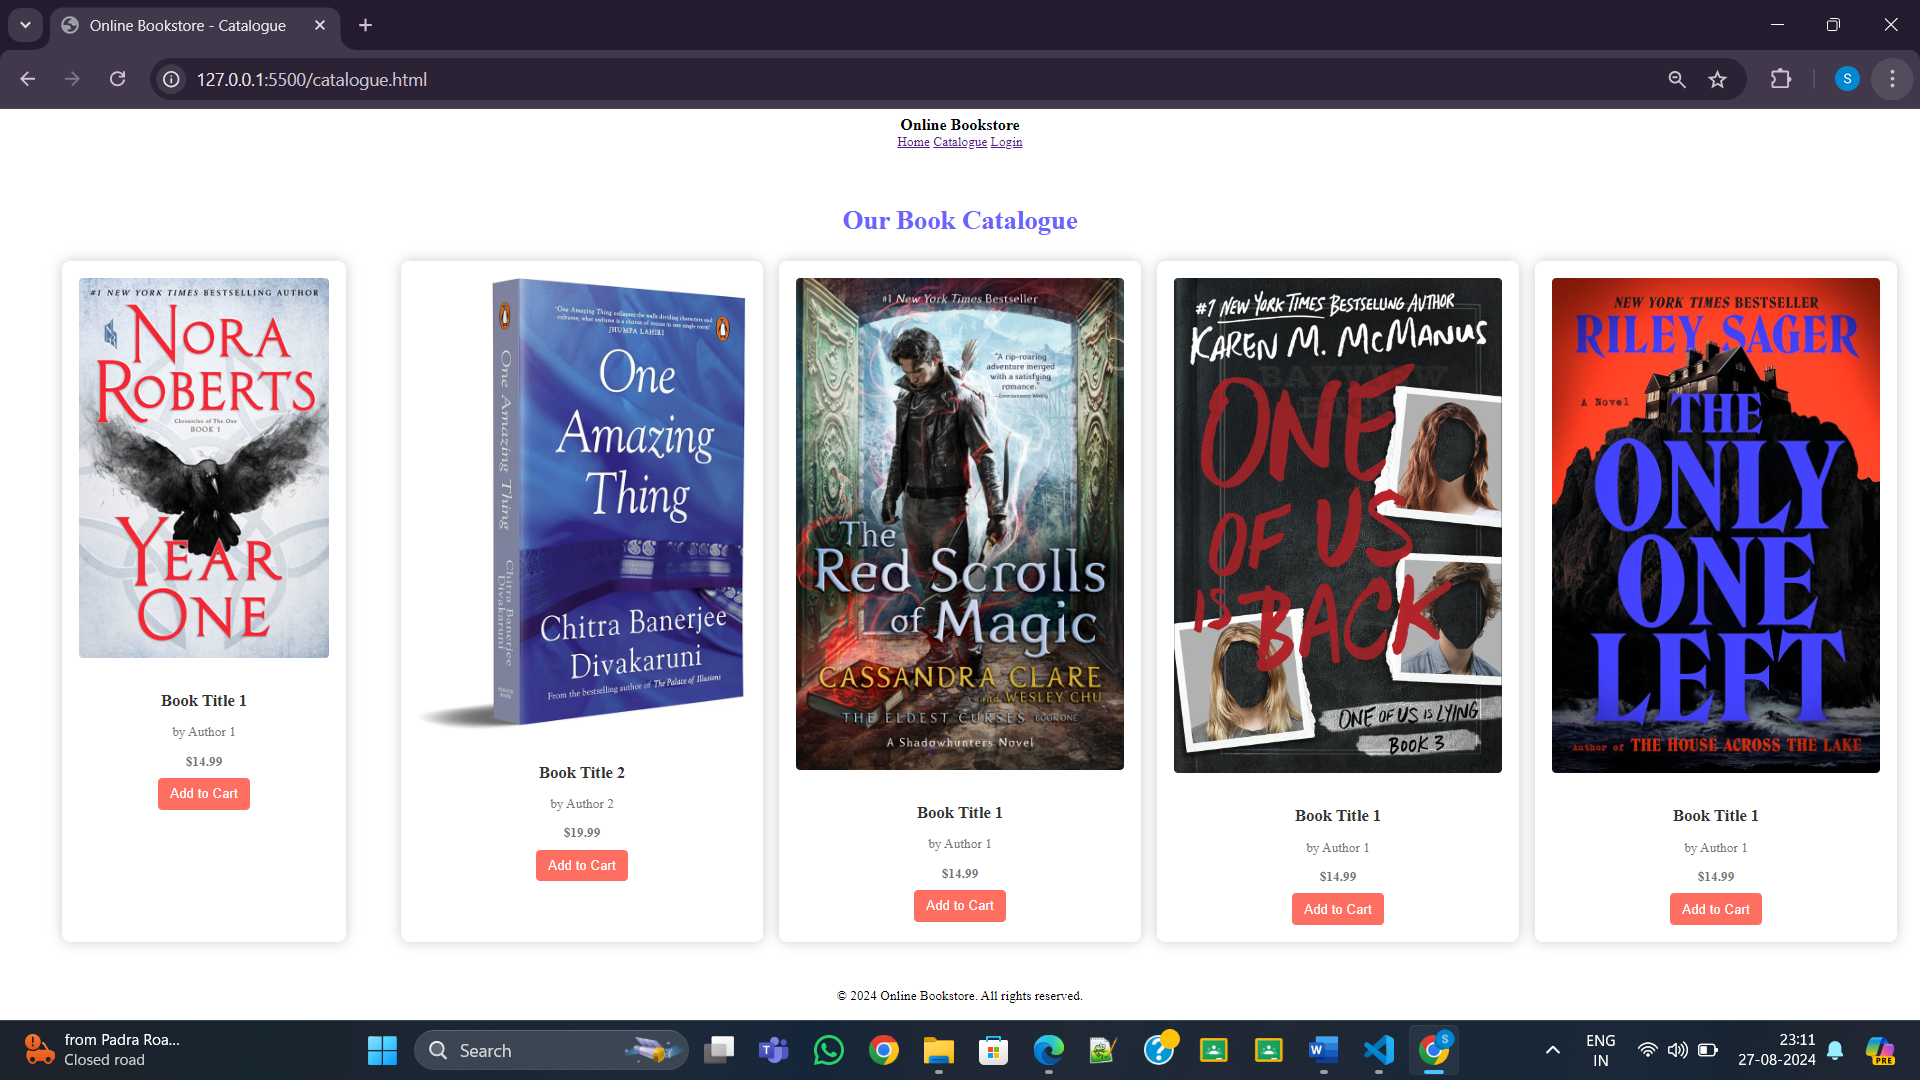 Online Bookstore - Catalogue
127.0.0.1:5500/catalogue.html
S
Online Bookstore
Home Catalogue Login
Our Book Catalogue
#1 NEW YORK TIMES BESTSELLING AUTHOR
NORA
ROBERTS
Chronicles of The One
BOOK 1
YEAR
ONE
Book Title 1
by Author 1
$14.99
Add to Cart
One Amazing Thing
Chitra Banerjee
Divakaruni
'One Amazing Thing collapses the walls dividing characters and
cultures; what endures is a chorus of voices in one single room'
JHUMPA LAHIRI
One
Amazing
Thing
Chitra Banerjee
Divakaruni
From the bestselling author of The Palace of Illusions
Book Title 2
by Author 2
$19.99
Add to Cart
#1 New York Times Bestseller
"A rip-roaring
adventure merged
with a satisfying
romance."
—Entertainment Weekly
The
Red Scrolls
of Magic
CASSANDRA CLARE
and WESLEY CHU
THE ELDEST CURSES BOOK ONE
A Shadowhunters Novel
Book Title 1
by Author 1
$14.99
Add to Cart
#1 NEW YORK TIMES BESTSELLING AUTHOR
KAREN M. McMANUS
ONE
OF US
IS BACK
ONE OF US IS LYING
BOOK 3
Book Title 1
by Author 1
$14.99
Add to Cart
NEW YORK TIMES BESTSELLER
RILEY SAGER
A Novel
THE
ONLY
ONE
LEFT
Author of THE HOUSE ACROSS THE LAKE
Book Title 1
by Author 1
$14.99
Add to Cart
© 2024 Online Bookstore. All rights reserved.
from Padra Roa...
Closed road
Search
S
ENG
IN
23:11
27-08-2024
PRE